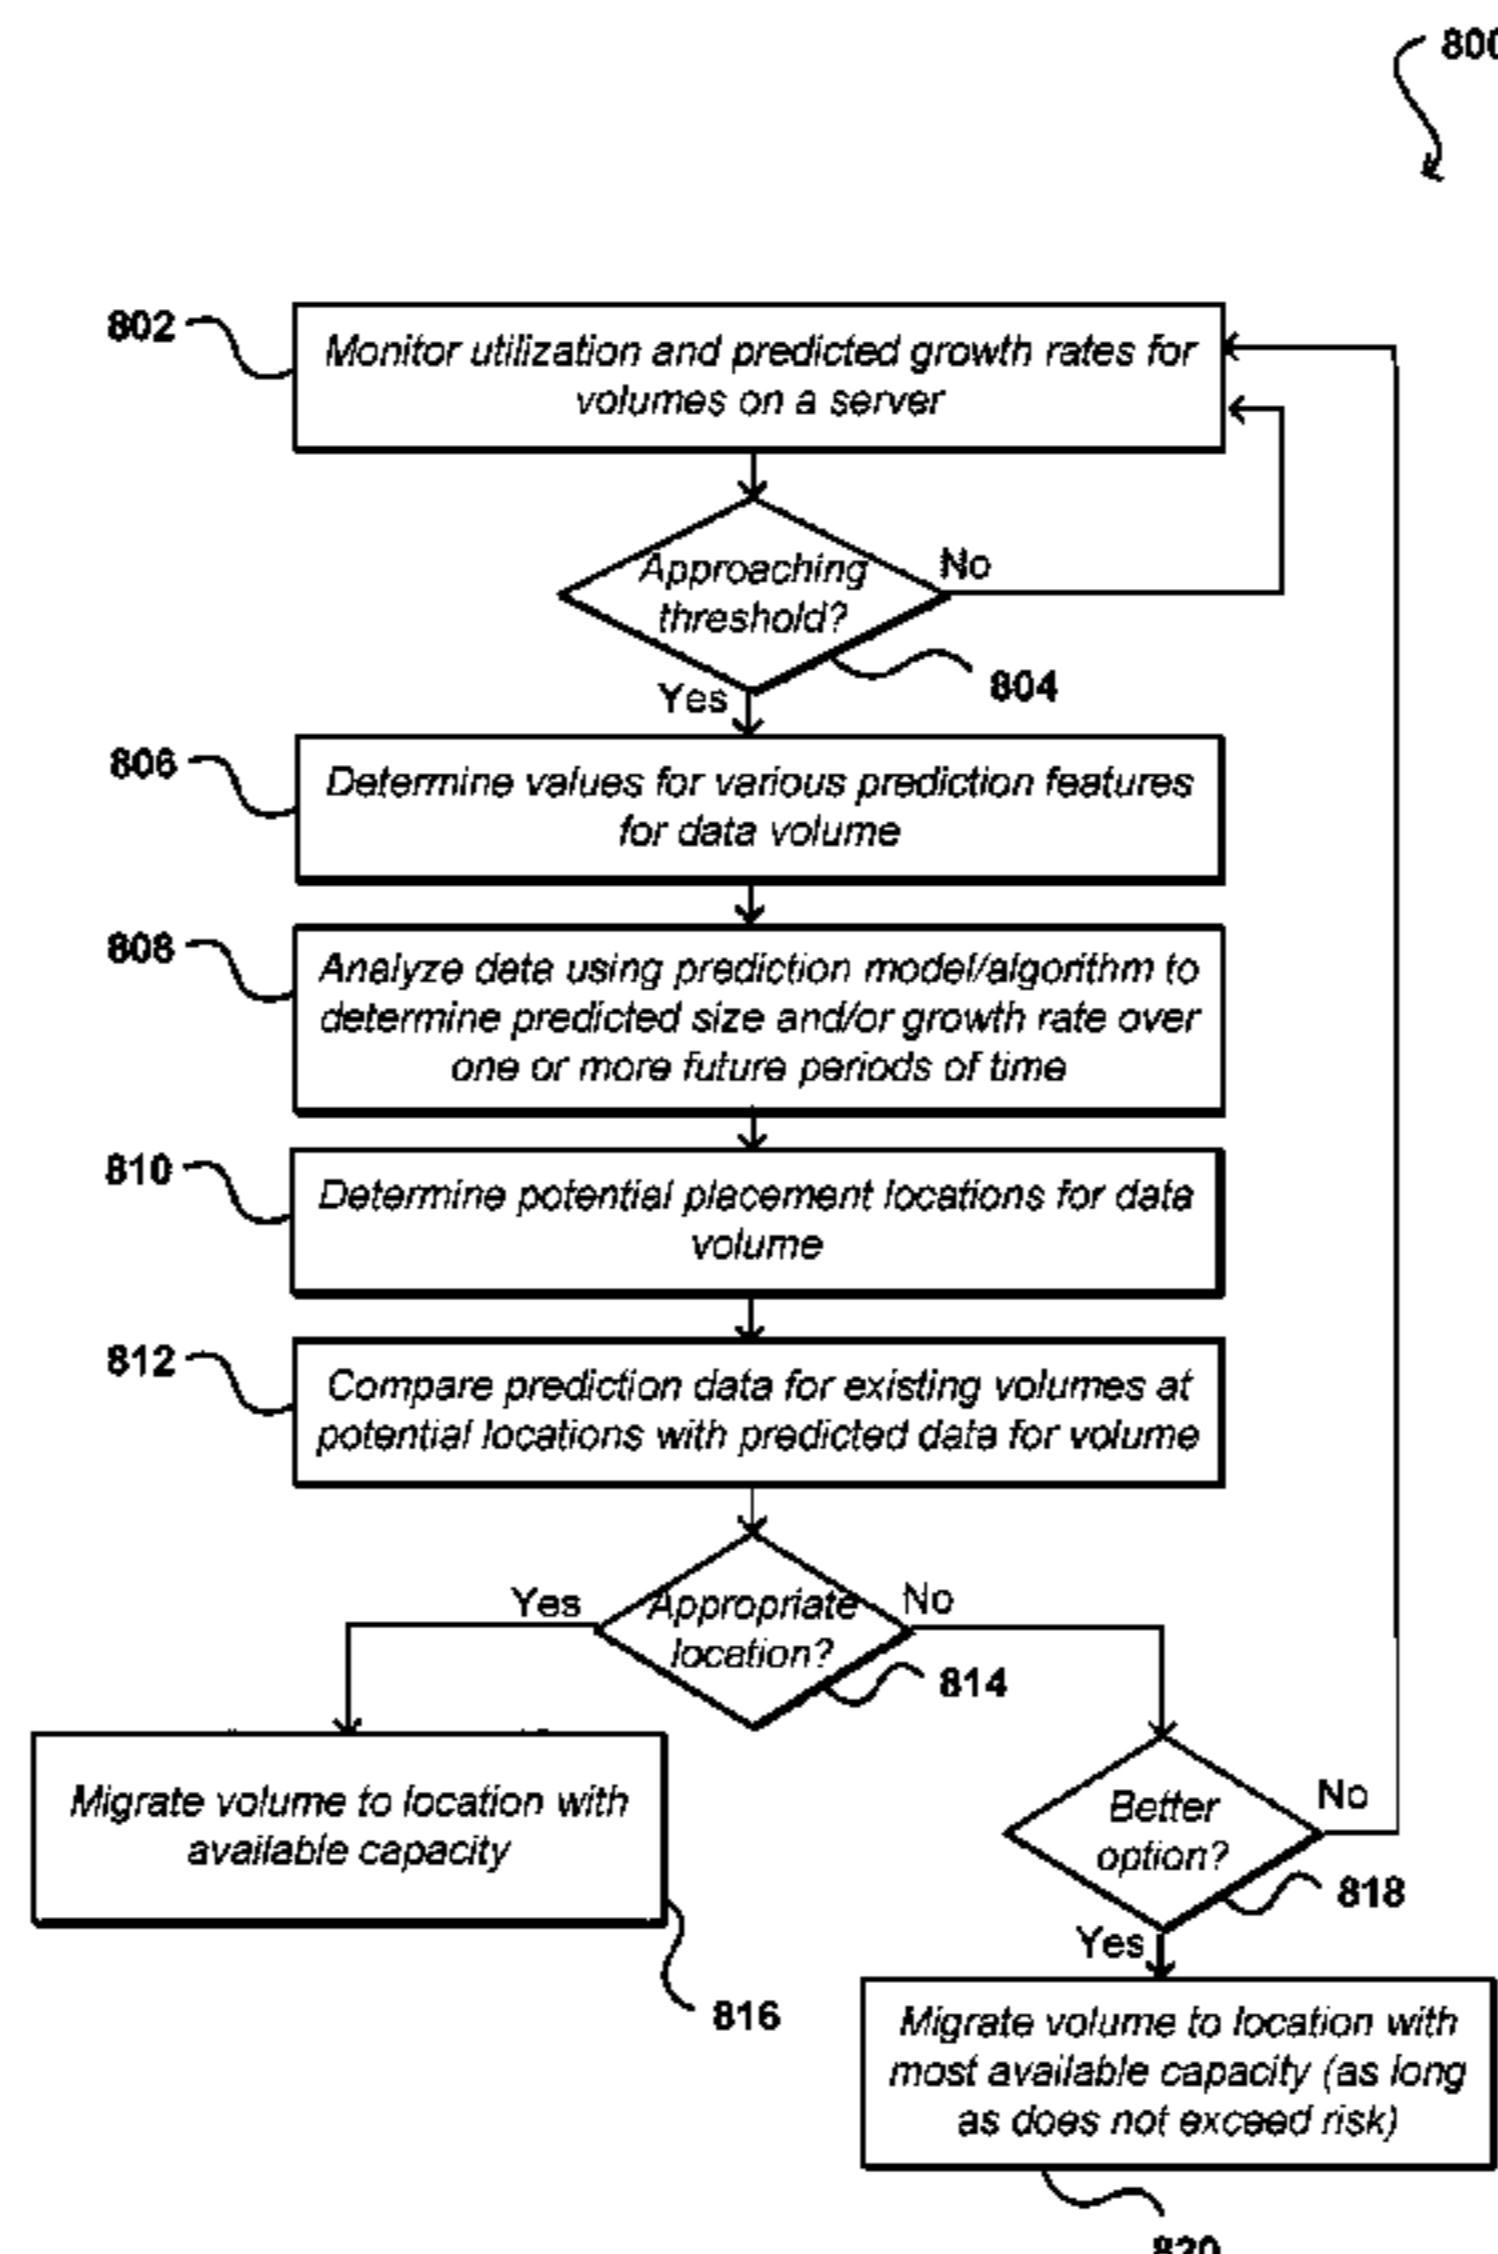 800
802
Monitor utilization and predicted growth rates for
volumes on a server
Approaching
threshold?
No
804
Yes
806
Determine values for various prediction features
for data volume
808
Analyze data using prediction model/algorithm to
determine predicted size and/or growth rate over
one or more future periods of time
810
Determine potential placement locations for data
volume
812
Compare prediction data for existing volumes at
potential locations with predicted data for volume
Yes
Appropriate
location?
No
814
Migrate volume to location with
available capacity
816
Better
option?
No
818
Yes
Migrate volume to location with
most available capacity (as long
as does not exceed risk)
820